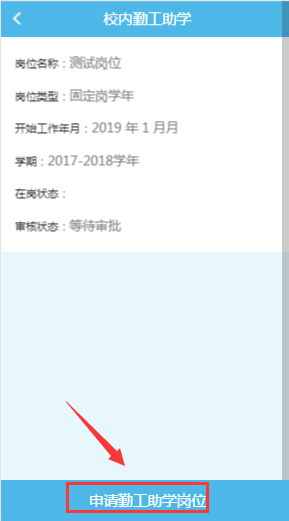 校内勤工助学
岗位名称：测试岗位
岗位类型：固定岗学年
开始工作年月：2019 年 1 月月
学期：2017-2018学年
在岗状态：
审核状态：等待审批
申请勤工助学岗位